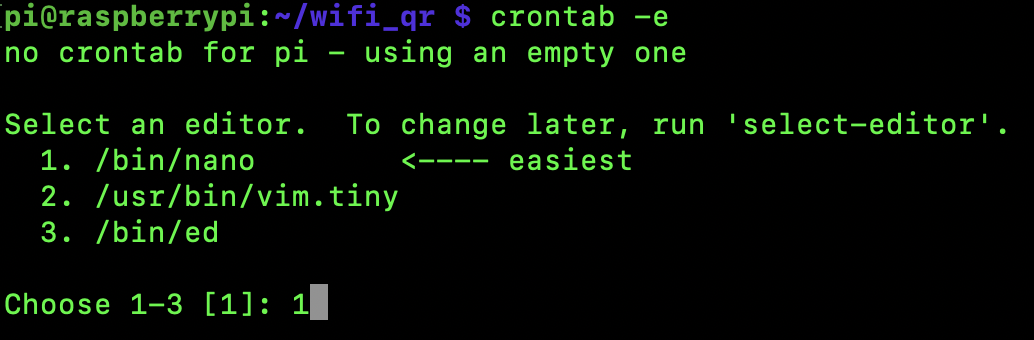 pi@raspberrypi:~/wifi_qr $ crontab -e
no crontab for pi - using an empty one
Select an editor.  To change later, run 'select-editor'.
  1. /bin/nano        <---- easiest
  2. /usr/bin/vim.tiny
  3. /bin/ed
Choose 1-3 [1]: 1